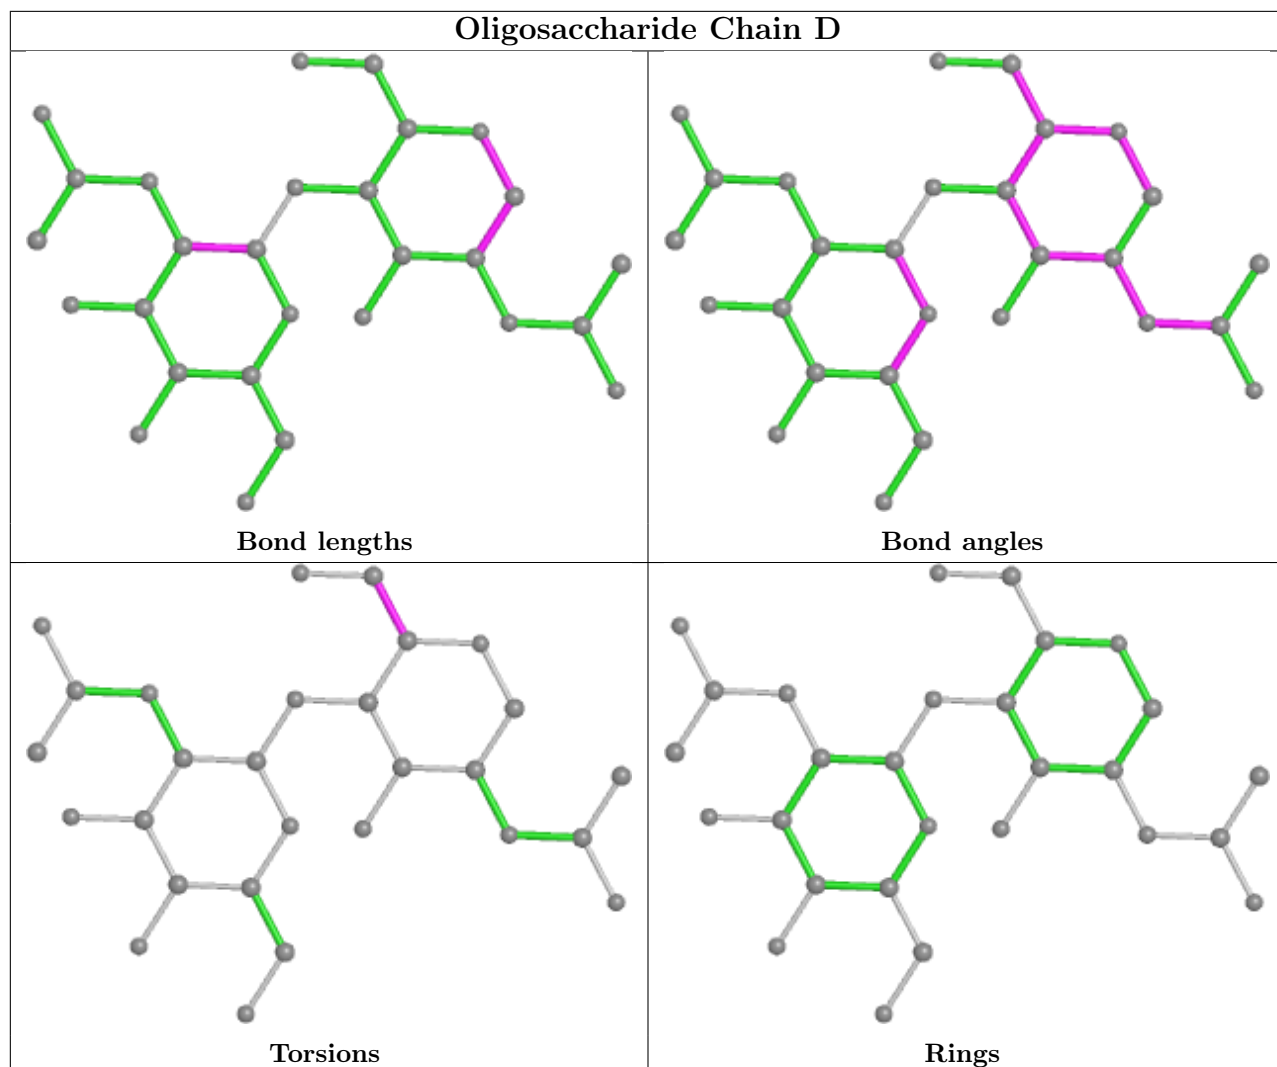 Oligosaccharide Chain D
Bond lengths
Bond angles
Torsions
Rings